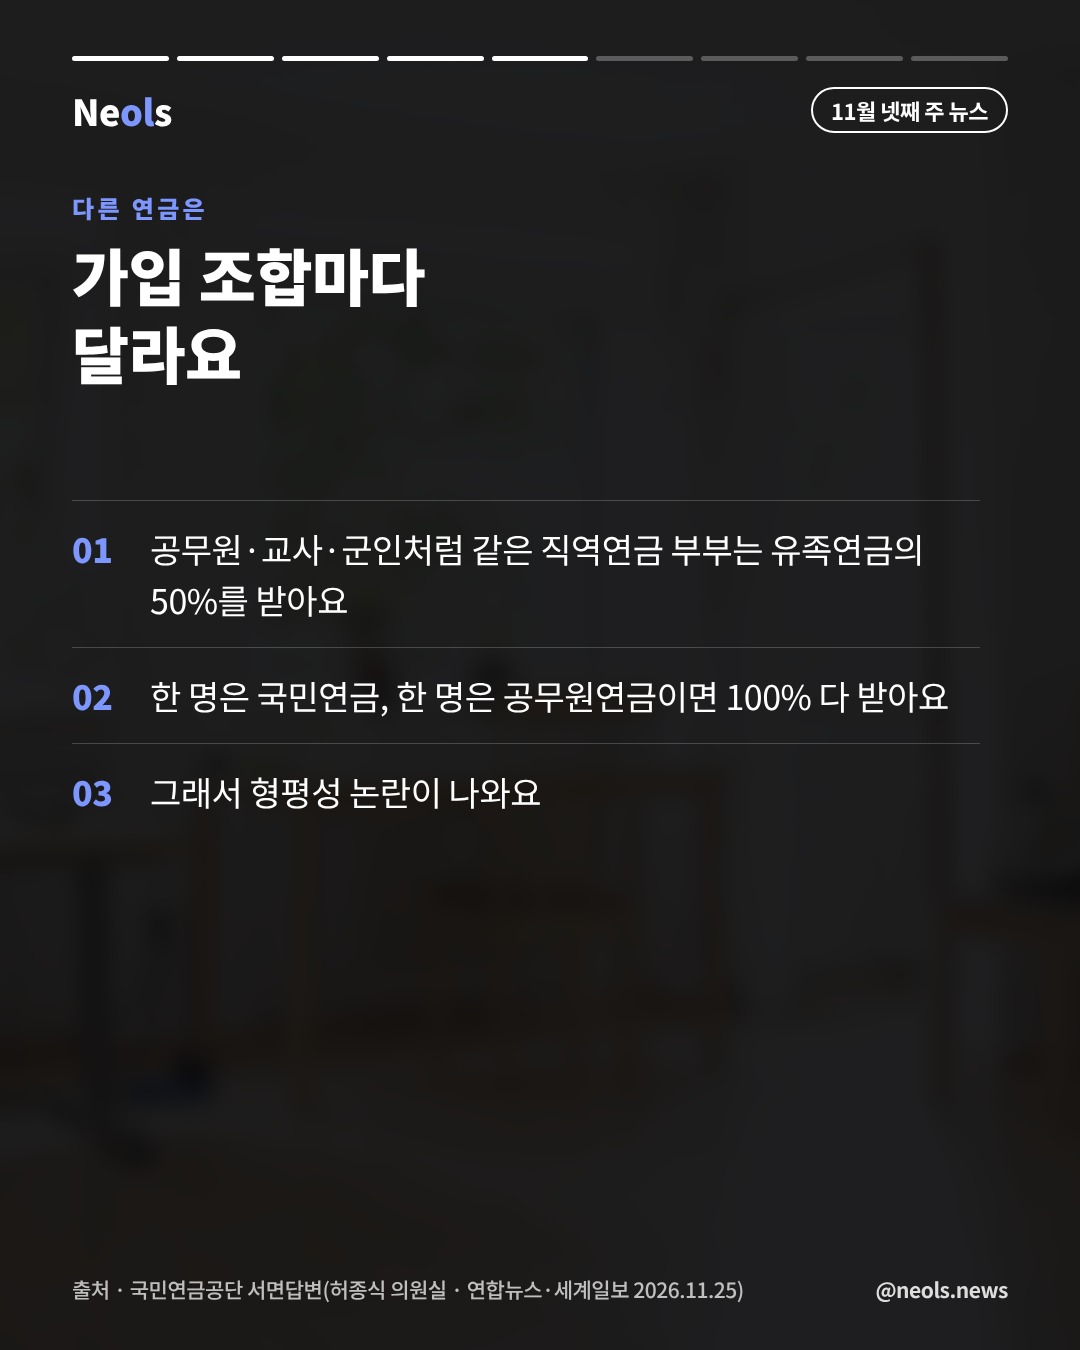 Neols
11월 넷째 주 뉴스
다른 연금은
가입 조합마다
달라요
01 공무원·교사·군인처럼 같은 직역연금 부부는 유족연금의
50%를 받아요
02 한 명은 국민연금, 한 명은 공무원연금이면 100% 다 받아요
03 그래서 형평성 논란이 나와요
출처 · 국민연금공단 서면답변(허종식 의원실 · 연합뉴스·세계일보 2026.11.25)
@neols.news